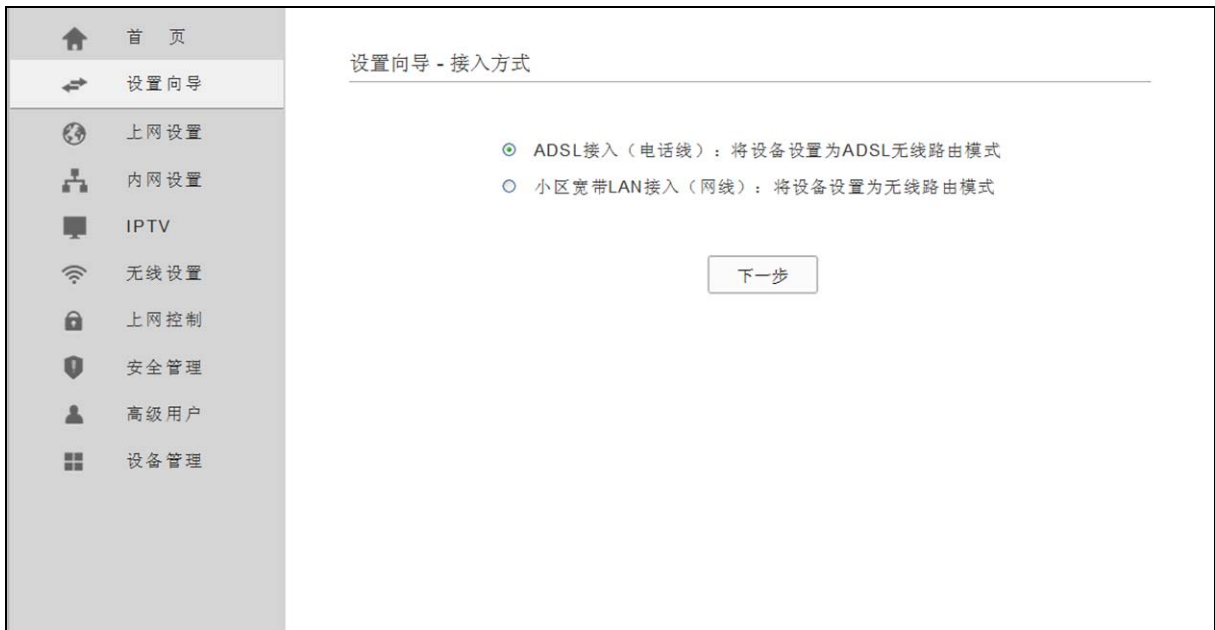 首 页
设置向导
上网设置
内网设置
IPTV
无线设置
上网控制
安全管理
高级用户
设备管理
设置向导 - 接入方式
ADSL接入（电话线）：将设备设置为ADSL无线路由模式
小区宽带LAN接入（网线）：将设备设置为无线路由模式
下一步